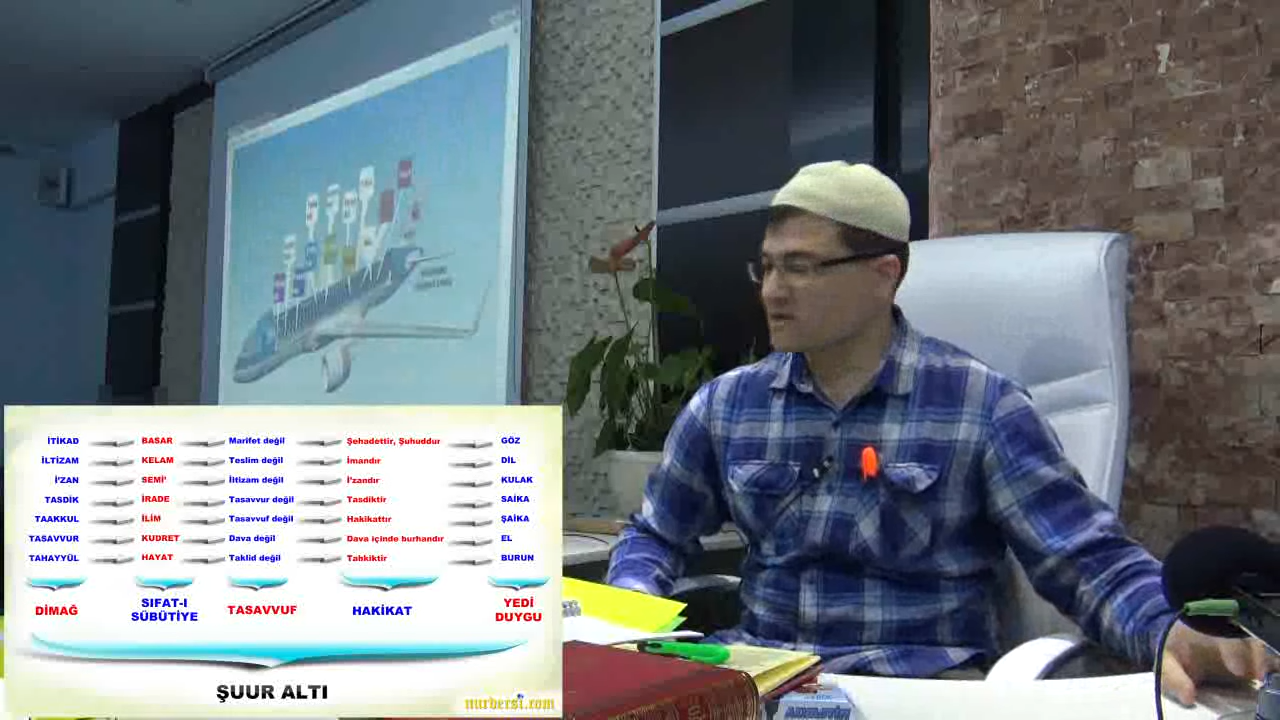 İTİKAD BASAR Marifet değil Şehadettir, Şuhuddur GÖZ
İLTİZAM KELAM Teslim değil İmandır DİL
İ'ZAN SEMİ' İltizam değil İ'zandır KULAK
TASDİK İRADE Tasavvur değil Tasdiktir SAİKA
TAAKKUL İLİM Tasavvuf değil Hakikattır ŞAİKA
TASAVVUR KUDRET Dava değil Dava içinde burhandır EL
TAHAYYÜL HAYAT Taklid değil Tahkiktir BURUN
DİMAĞ SIFAT-I SÜBÛTİYE TASAVVUF HAKİKAT YEDİ DUYGU
ŞUUR ALTI
nurdersi.com